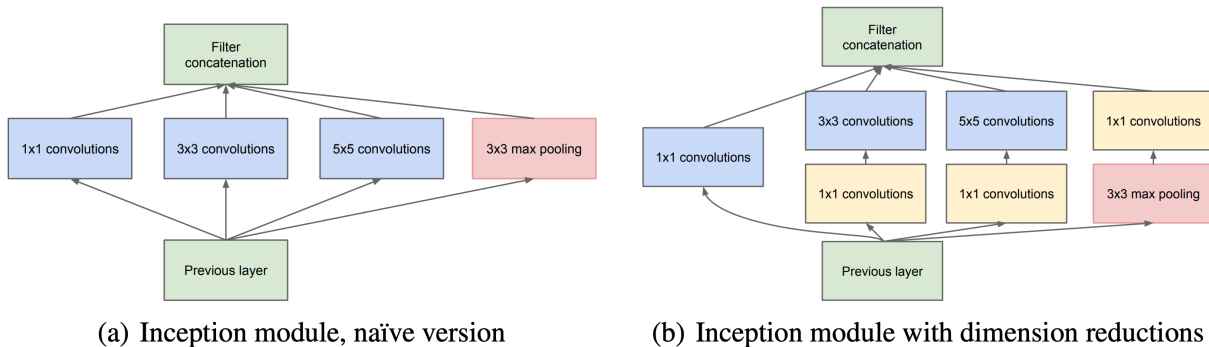 Filter
concatenation
1x1 convolutions
3x3 convolutions
5x5 convolutions
3x3 max pooling
Previous layer
(a) Inception module, naïve version
Filter
concatenation
3x3 convolutions
5x5 convolutions
1x1 convolutions
1x1 convolutions
1x1 convolutions
1x1 convolutions
3x3 max pooling
Previous layer
(b) Inception module with dimension reductions